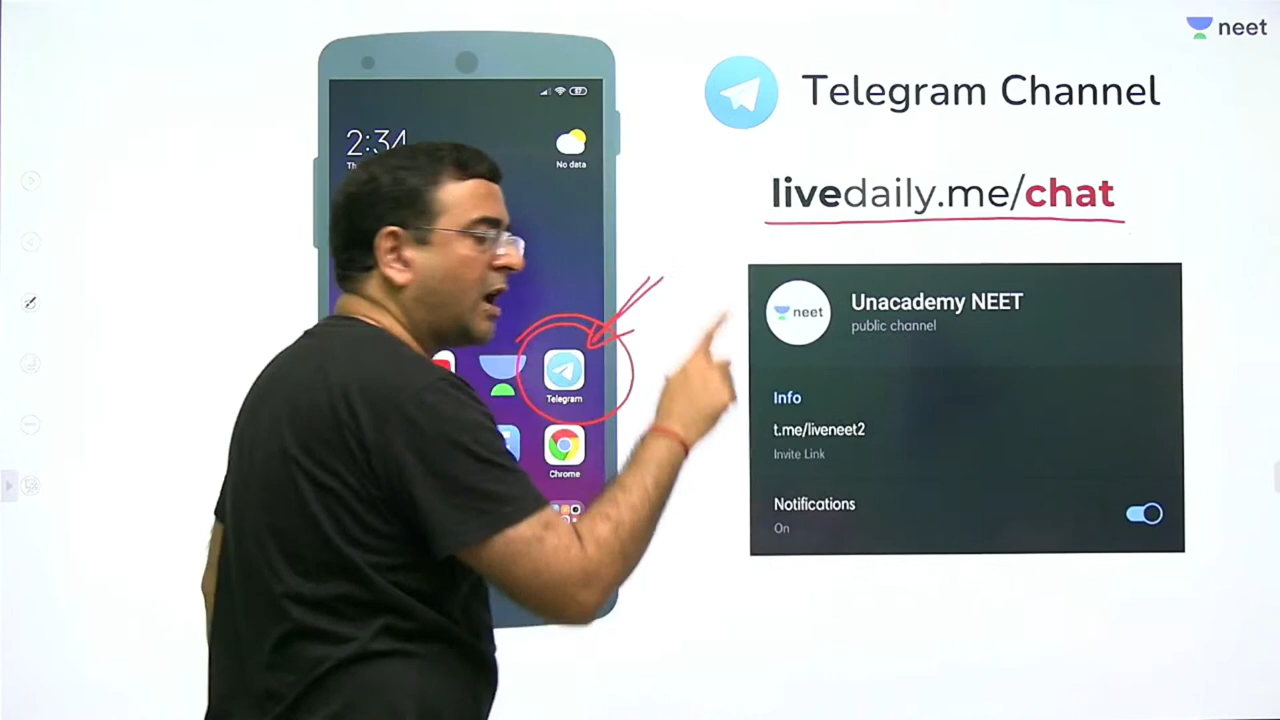 neet
Telegram Channel
livedaily.me/chat
2:34
No data
neet
Unacademy NEET
public channel
Info
t.me/liveneet2
Invite Link
Notifications
On
Telegram
Chrome